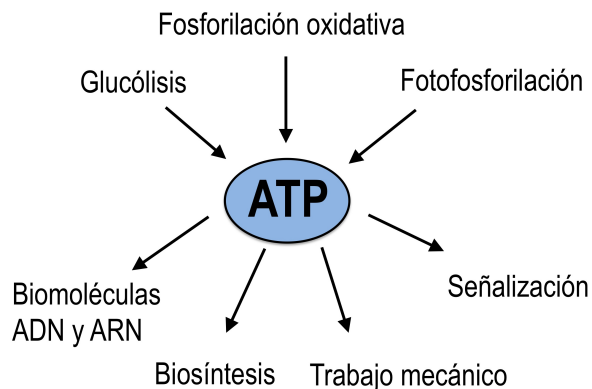 Fosforilación oxidativa
Glucólisis
Fotofosforilación
ATP
Señalización
Biomoléculas
ADN y ARN
Biosíntesis
Trabajo mecánico